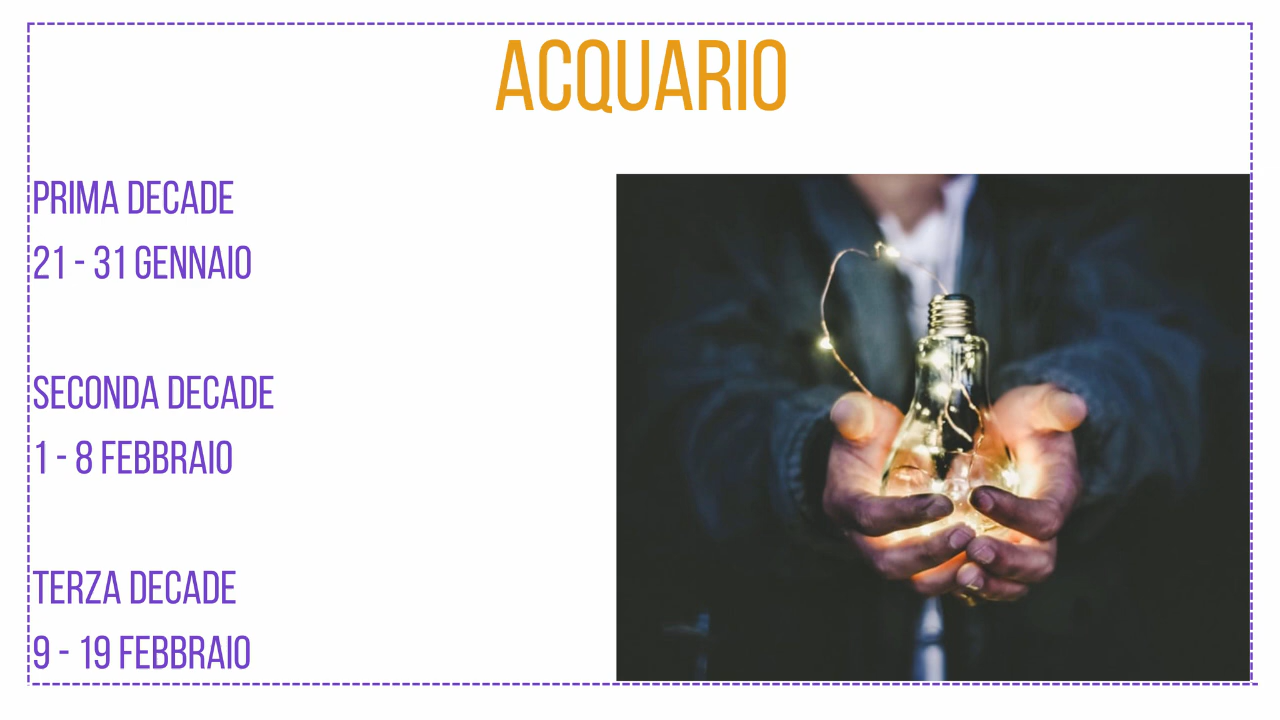 ACQUARIO
PRIMA DECADE
21 - 31 GENNAIO
SECONDA DECADE
1 - 8 FEBBRAIO
TERZA DECADE
9 - 19 FEBBRAIO